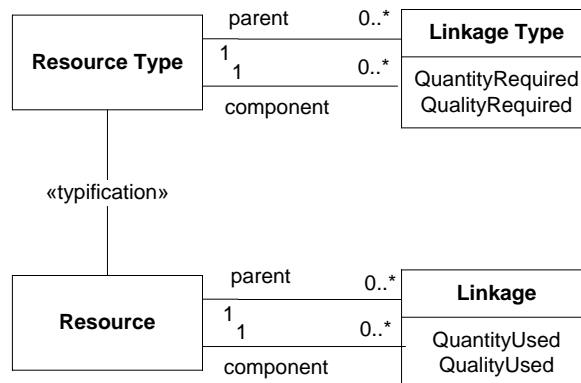 parent 0..*
Linkage Type
Resource Type
1
1 0..*
QuantityRequired
QualityRequired
component
«typification»
parent 0..*
Linkage
Resource
1
1 0..*
QuantityUsed
QualityUsed
component